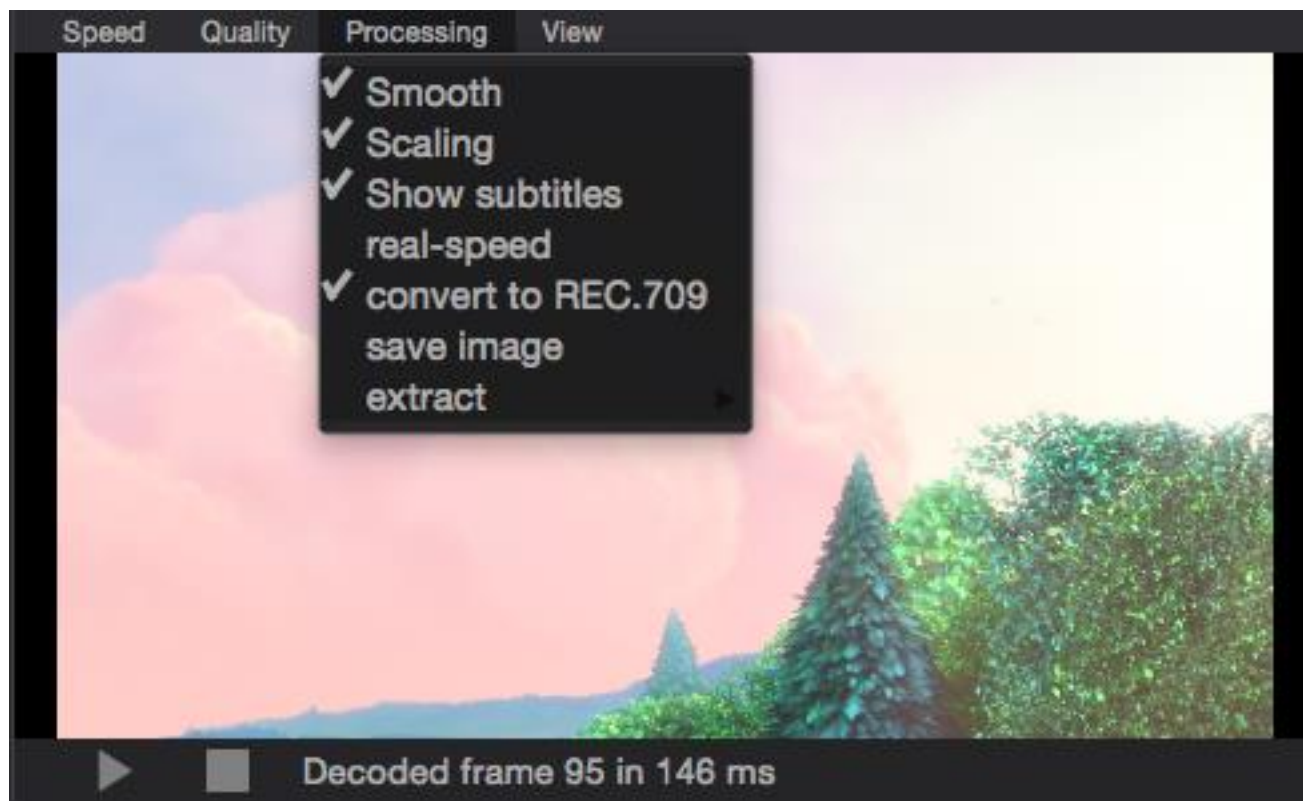 Speed Quality Processing View
Smooth
Scaling
Show subtitles
real-speed
convert to REC.709
save image
extract
Decoded frame 95 in 146 ms